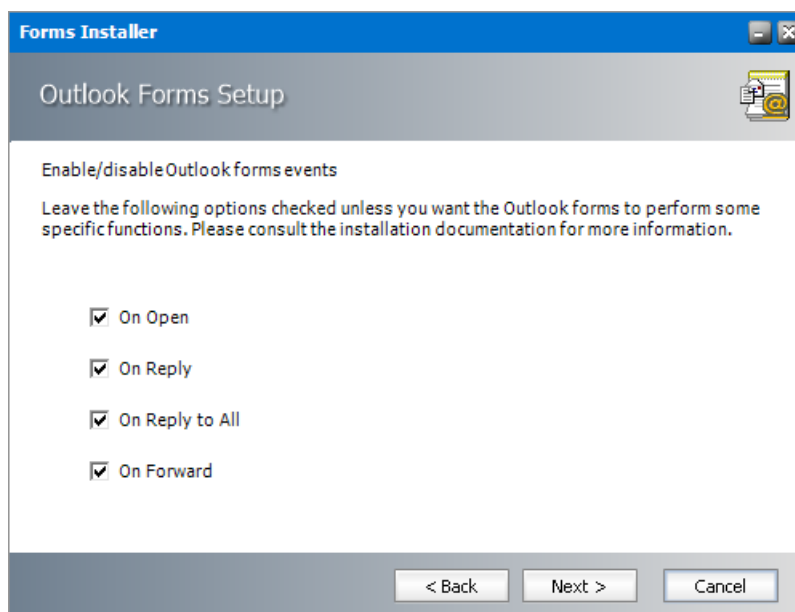 Forms Installer
Outlook Forms Setup
Enable/disable Outlook forms events
Leave the following options checked unless you want the Outlook forms to perform some
specific functions. Please consult the installation documentation for more information.
On Open
On Reply
On Reply to All
On Forward
< Back
Next >
Cancel